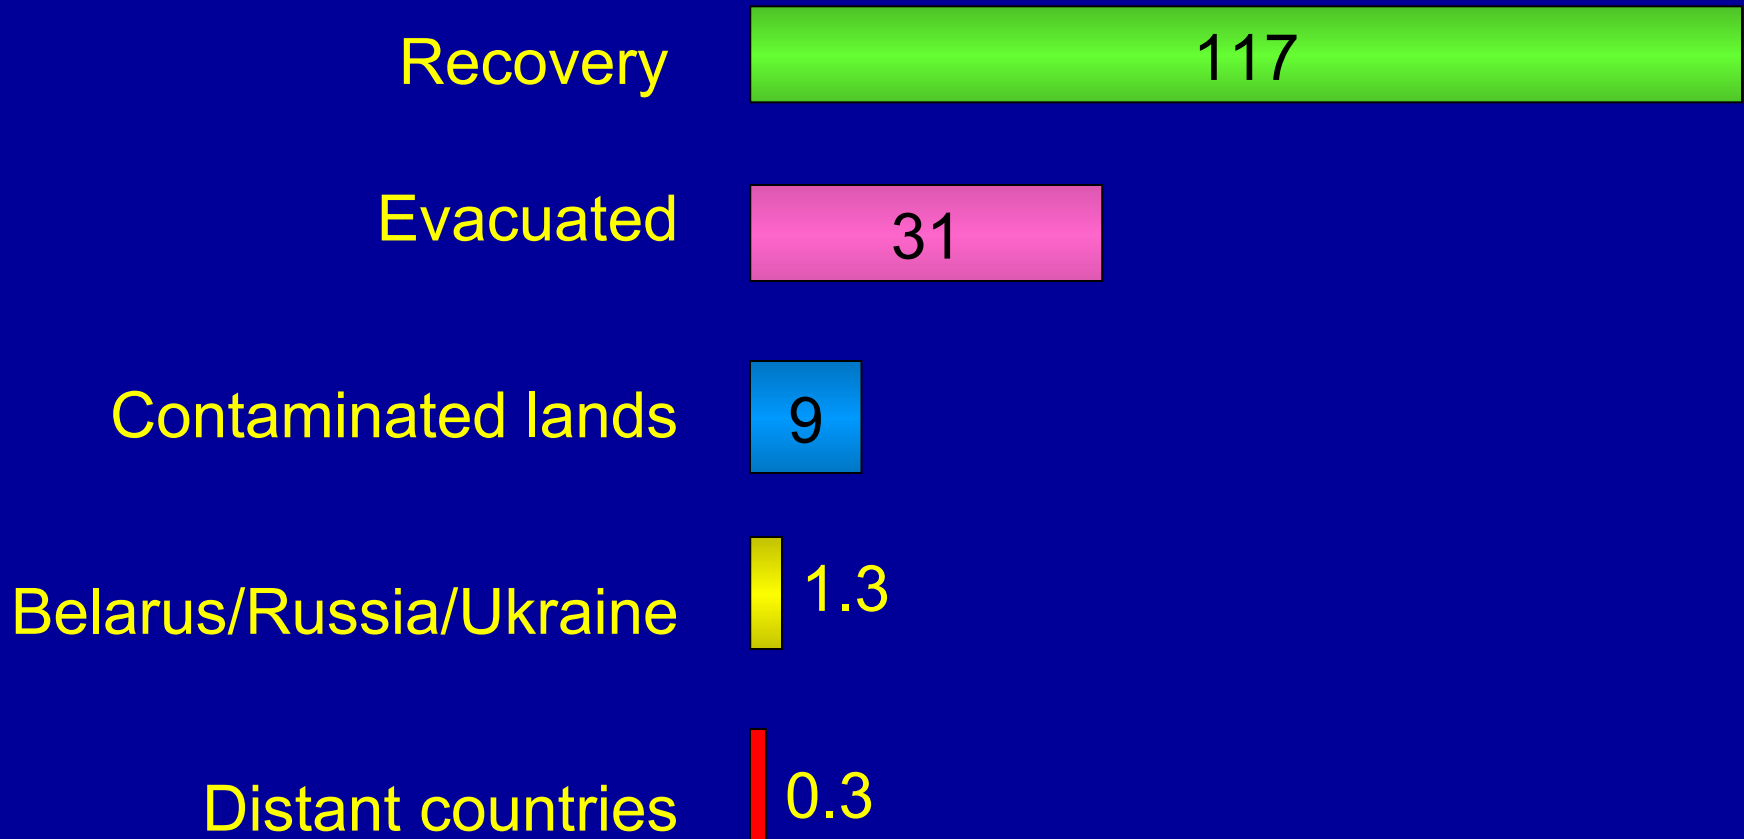 Recovery 117
Evacuated 31
Contaminated lands 9
Belarus/Russia/Ukraine 1.3
Distant countries 0.3